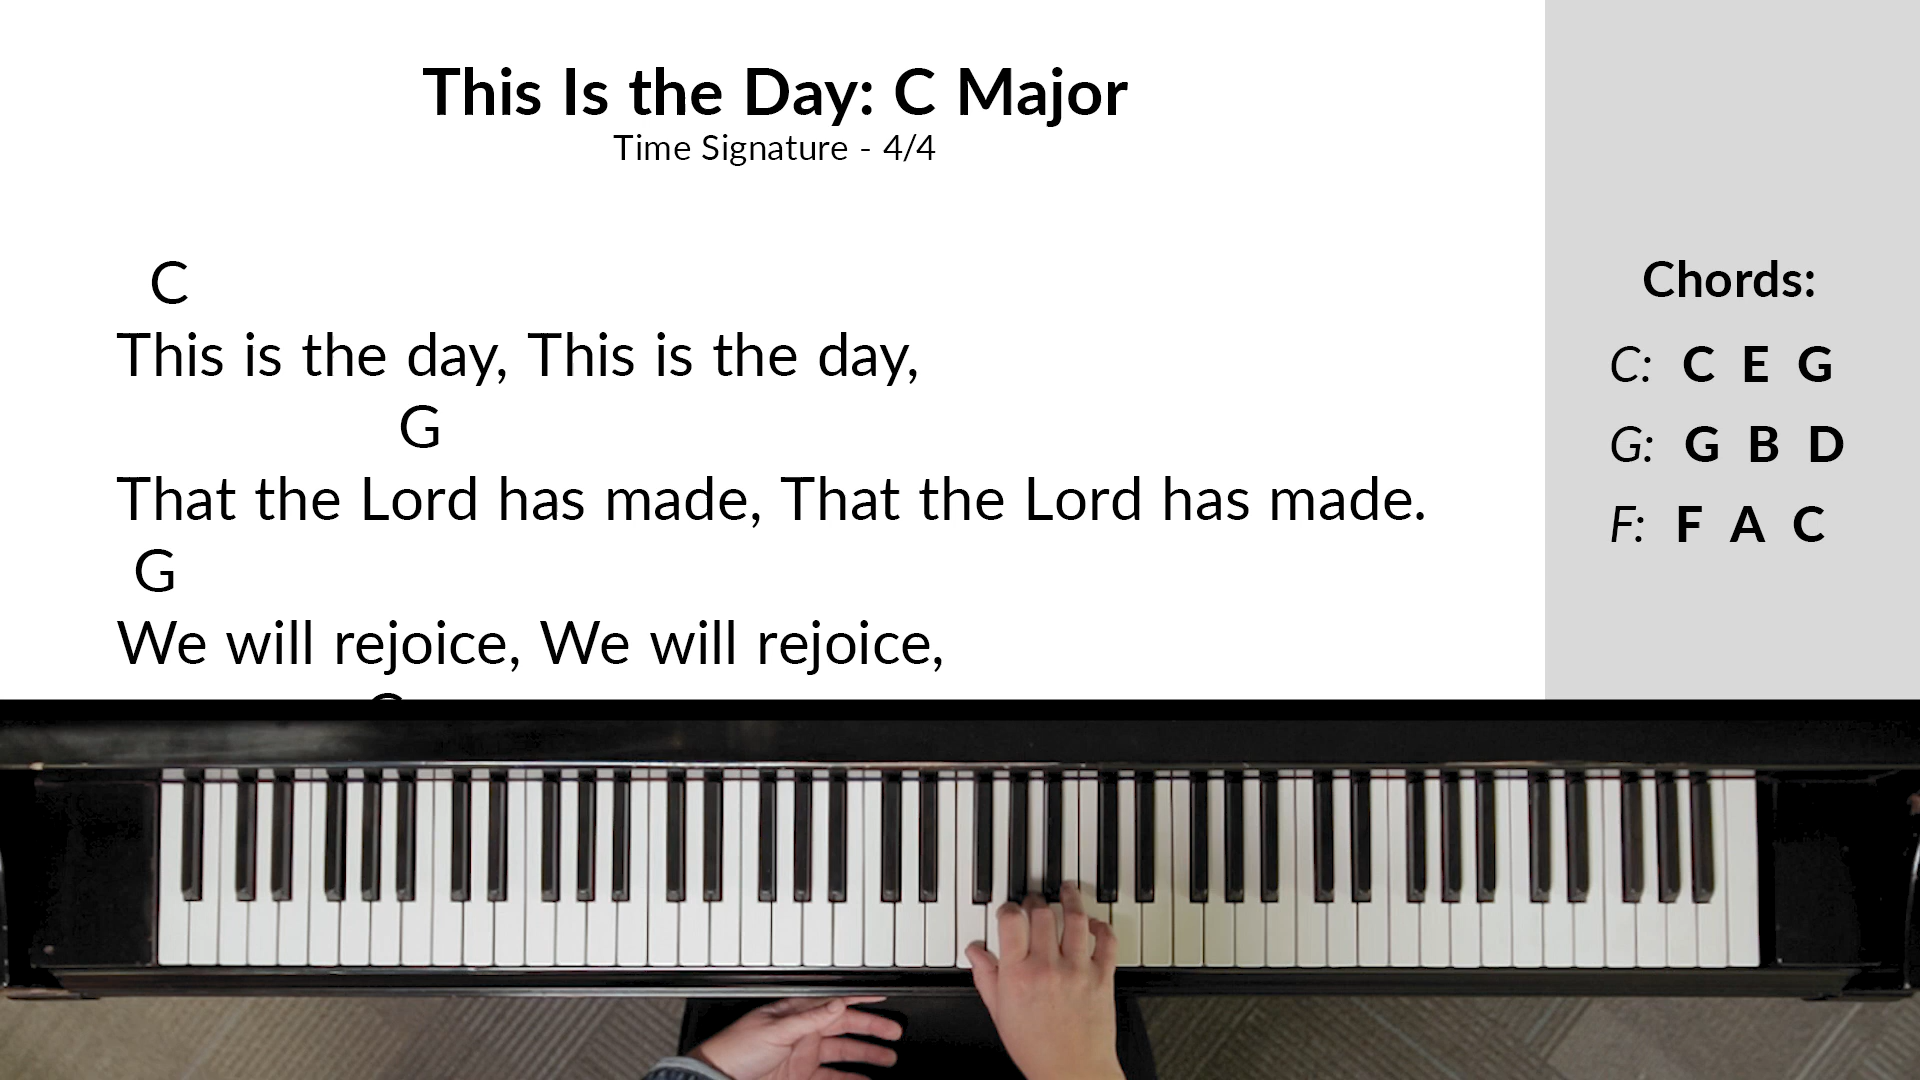 This Is the Day: C Major
Time Signature - 4/4
C
This is the day, This is the day,
G
That the Lord has made, That the Lord has made.
G
We will rejoice, We will rejoice,
Chords:
C: C E G
G: G B D
F: F A C